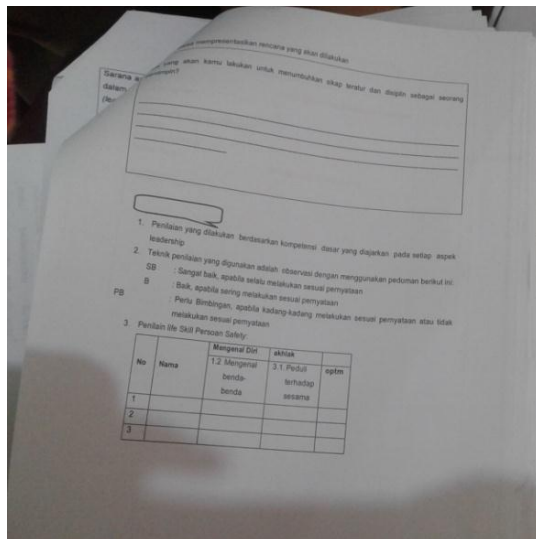 mempresentasikan rencana yang akan dilakukan
yang akan kamu lakukan untuk menumbuhkan sikap teratur dan disiplin sebagai seorang
Sarana
dalam
1. Penilaian yang dilakukan berdasarkan kompetensi dasar yang diajarkan pada setiap aspek
leadership
2. Teknik penilaian yang digunakan adalah observasi dengan menggunakan pedoman berikut ini:
SB : Sangat baik, apabila selalu melakukan sesuai pernyataan
B : Baik, apabila sering melakukan sesuai pernyataan
PB : Perlu Bimbingan, apabila kadang-kadang melakukan sesuai pernyataan atau tidak
melakukan sesuai pernyataan
3. Penilain life Skill Persoan Safety:
No Nama Mangenal Diri akhlak
1.2 Mengenal benda-benda 3.1. Peduli terhadap sesama optm
1
2
3